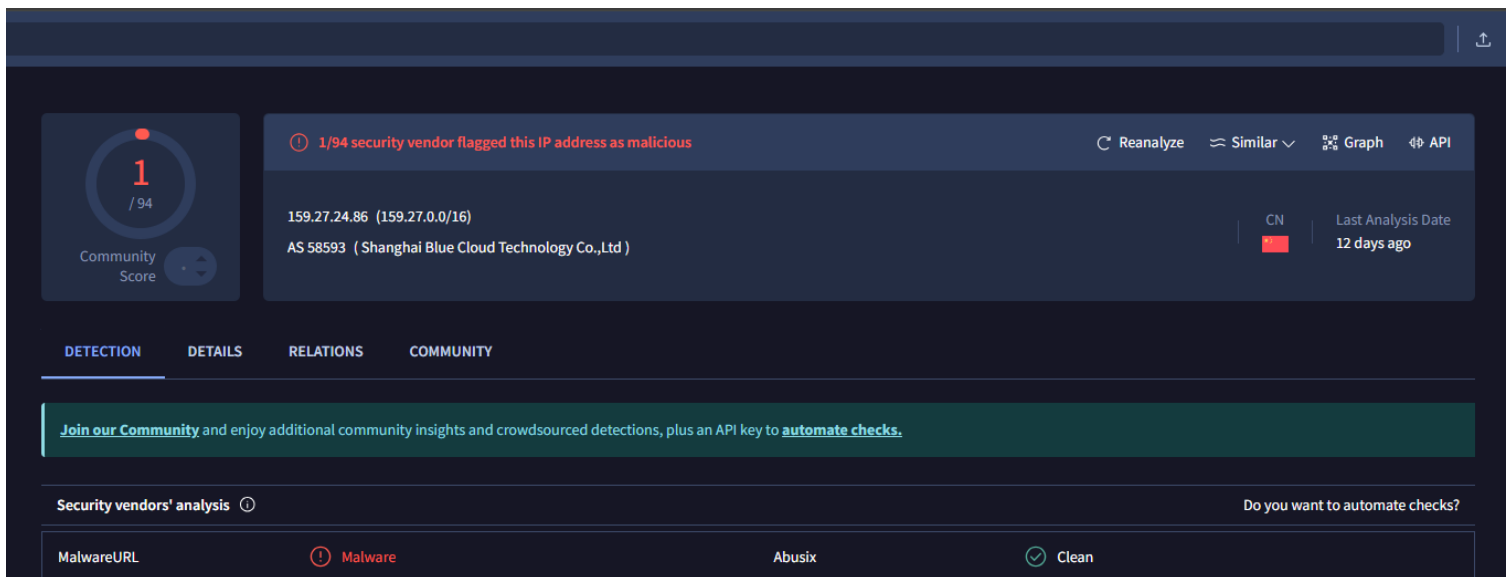 1/94 security vendor flagged this IP address as malicious
Reanalyze Similar Graph API
1
/ 94
Community
Score
159.27.24.86 (159.27.0.0/16)
AS 58593 ( Shanghai Blue Cloud Technology Co.,Ltd )
CN
Last Analysis Date
12 days ago
DETECTION DETAILS RELATIONS COMMUNITY
Join our Community and enjoy additional community insights and crowdsourced detections, plus an API key to automate checks.
Security vendors' analysis
Do you want to automate checks?
MalwareURL Malware Abusix Clean